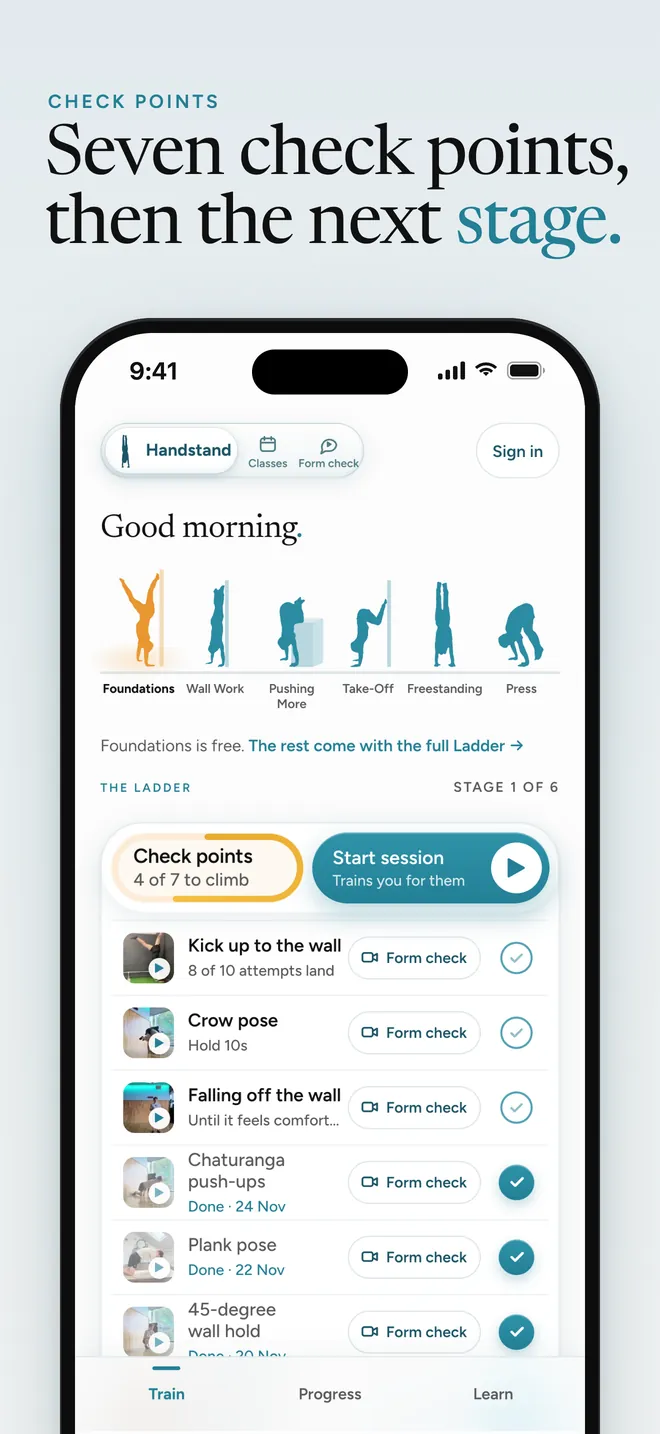 CHECK POINTS
Seven check points,
then the next stage.
9:41
Handstand
Classes
Form check
Sign in
Good morning.
Foundations
Wall Work
Pushing
More
Take-Off
Freestanding
Press
Foundations is free. The rest come with the full Ladder →
THE LADDER
STAGE 1 OF 6
Check points
4 of 7 to climb
Start session
Trains you for them
Kick up to the wall
8 of 10 attempts land
Form check
Crow pose
Hold 10s
Form check
Falling off the wall
Until it feels comfort...
Form check
Chaturanga
push-ups
Done · 24 Nov
Form check
Plank pose
Done · 22 Nov
Form check
45-degree
wall hold
Done · 20 Nov
Form check
Train
Progress
Learn